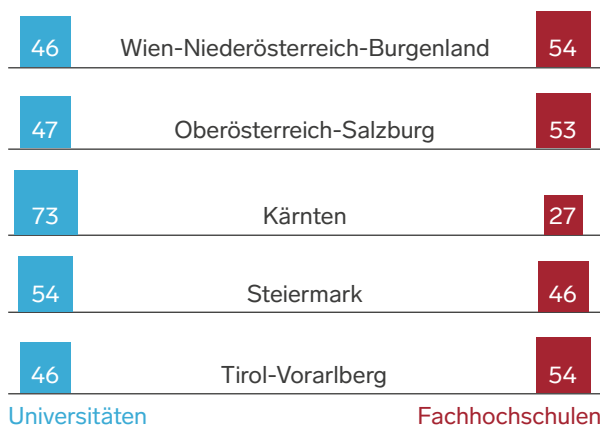 46 Wien-Niederösterreich-Burgenland 54
47 Oberösterreich-Salzburg 53
73 Kärnten 27
54 Steiermark 46
46 Tirol-Vorarlberg 54
Universitäten Fachhochschulen